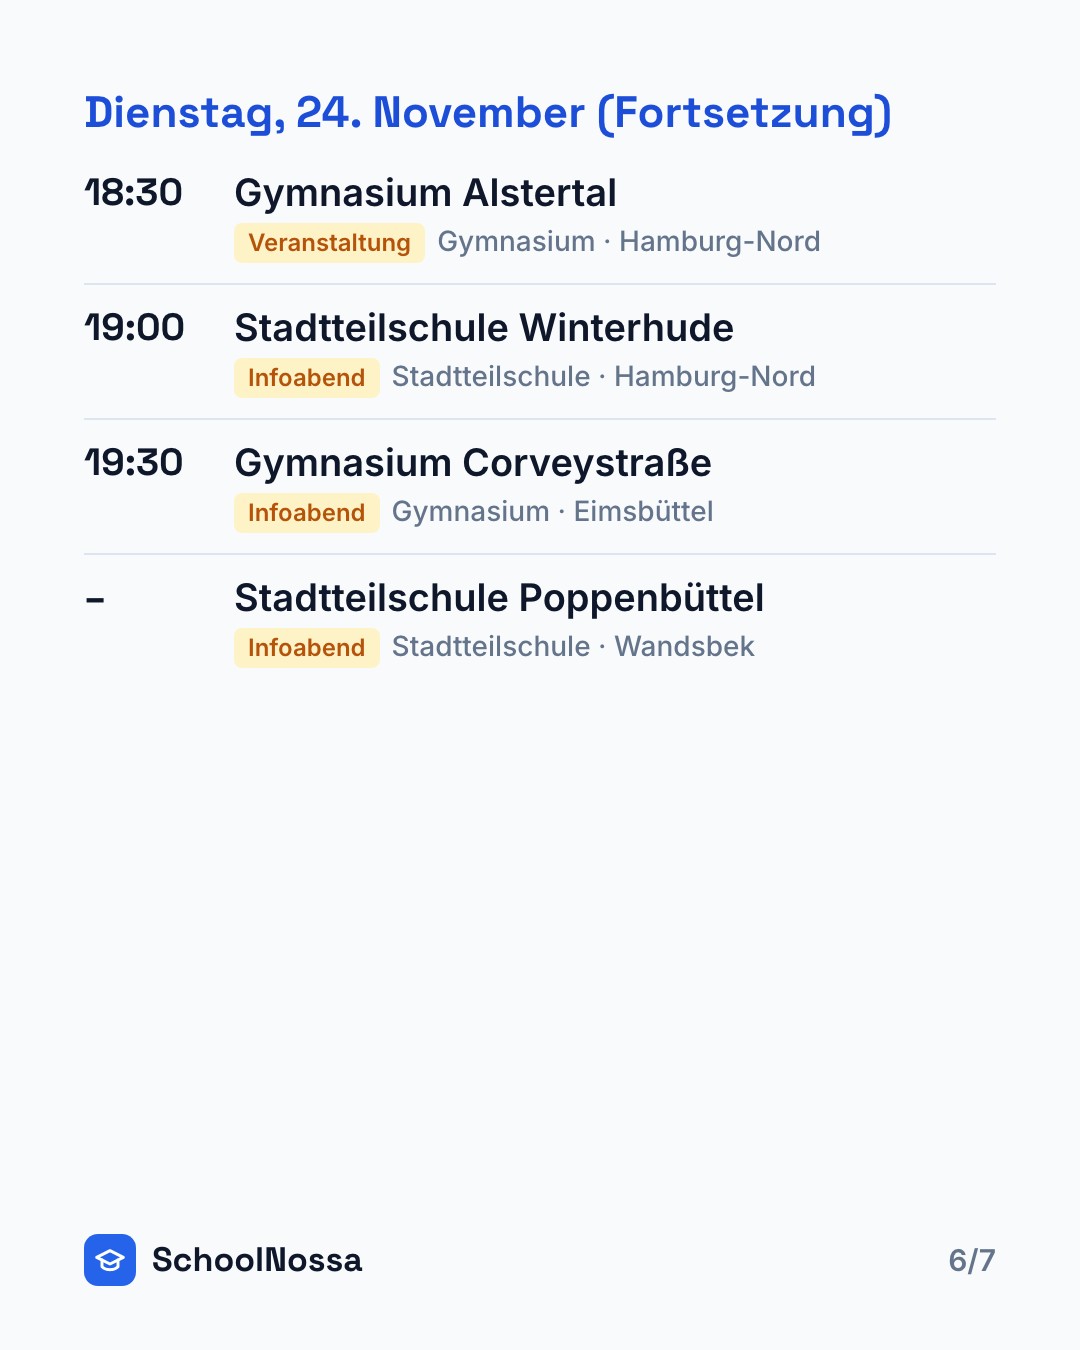 Dienstag, 24. November (Fortsetzung)
18:30 Gymnasium Alstertal
Veranstaltung Gymnasium · Hamburg-Nord
19:00 Stadtteilschule Winterhude
Infoabend Stadtteilschule · Hamburg-Nord
19:30 Gymnasium Corveystraße
Infoabend Gymnasium · Eimsbüttel
– Stadtteilschule Poppenbüttel
Infoabend Stadtteilschule · Wandsbek
SchoolNossa 6/7